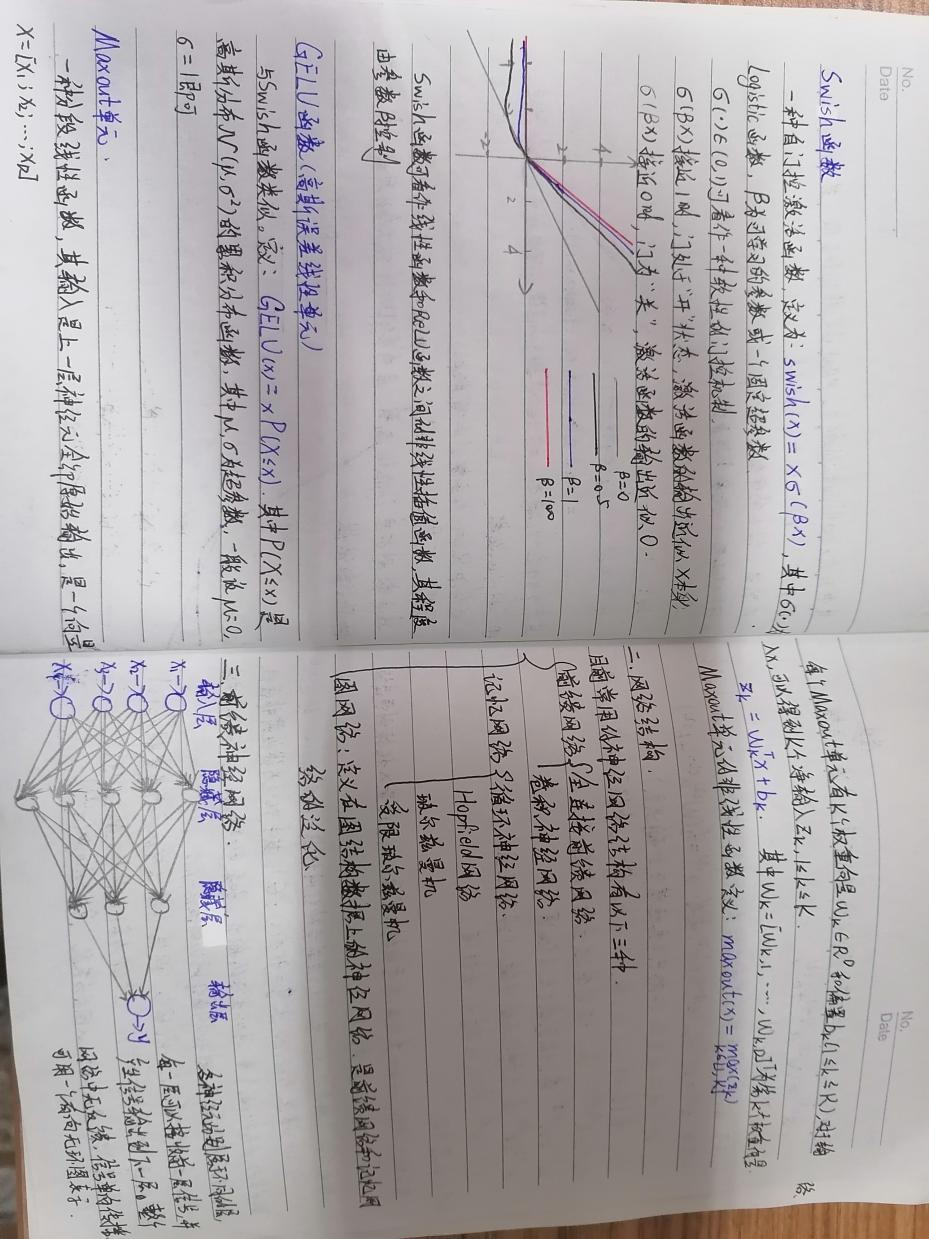 No.
Date
Swish函数
一种自门控激活函数，定义为：swish(x) = xσ(βx)，其中σ(·)为
Logistic函数，β为可学习的参数或一个固定超参数.
σ(·)∈(0,1)可看作一种软性的门控机制
σ(βx)接近1时，门处于"开"状态，激活函数的输出近似x本身，
σ(βx)接近0时，门为"关"，激活函数的输出近似0.
4
2
-2
2
4
β=0
β=0.5
β=1
β=100
Swish函数可看作线性函数和ReLU函数之间的非线性插值函数，其程度
由参数β控制
GELU函数（高斯误差线性单元）
与Swish函数类似，定义：GELU(x) = xP(X≤x). 其中P(X≤x)是
高斯分布N(μ,σ²)的累积分布函数，其中μ,σ为超参数，一般设μ=0,
σ=1即可
Maxout单元.
一种分段线性函数，其输入是上一层神经元全部原始输出，是一个向量
X=[x₁;x₂;…;x_D]
No.
Date
每个Maxout单元有K个权重向量w_k∈R^D和偏置b_k(1≤k≤K),对于输
入x,可以得到K个净输入z_k,1≤k≤K.
z_k = w_k^T x + b_k. 其中w_k=[w_k,1,…,w_k,D]^T为第k个权重向量.
Maxout单元的非线性函数定义：maxout(x) = max(z_k)
k∈[1,K]
二.网络结构.
目前常用的神经网络结构有以下三种.
前馈网络{全连接前馈网络.
卷积神经网络.
记忆网络{循环神经网络.
Hopfield网络
玻尔兹曼机
受限玻尔兹曼机
图网络：定义在图结构数据上的神经网络.是前馈网络和记忆网
络的泛化
络.
三.前馈神经网络.
输入层
隐藏层
隐藏层
输出层
x₁→
x₂→
x₃→
x₄→
→y
各神经元分别属于不同的层,
每一层可以接收前一层信号,并
产生信号输出到下一层。整个
网络中无反馈，信号单向传播
可用一个有向无环图表示.